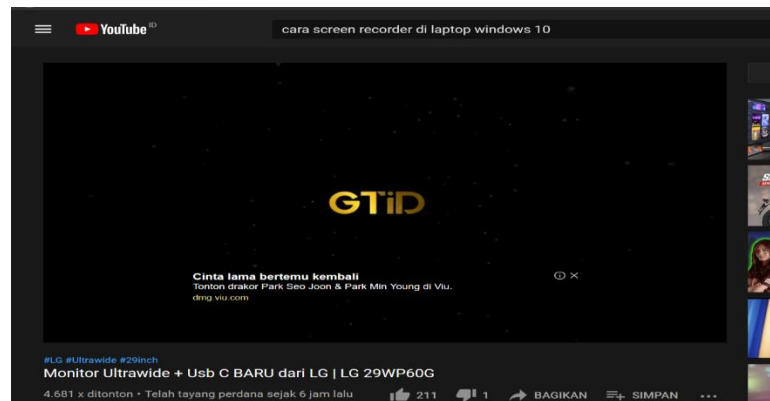 YouTube ID
cara screen recorder di laptop windows 10
GTiD
Cinta lama bertemu kembali
Tonton drakor Park Seo Joon & Park Min Young di Viu.
dmg.viu.com
#LG #Ultrawide #29inch
Monitor Ultrawide + Usb C BARU dari LG | LG 29WP60G
4.681 x ditonton • Telah tayang perdana sejak 6 jam lalu
211
1
BAGIKAN
SIMPAN